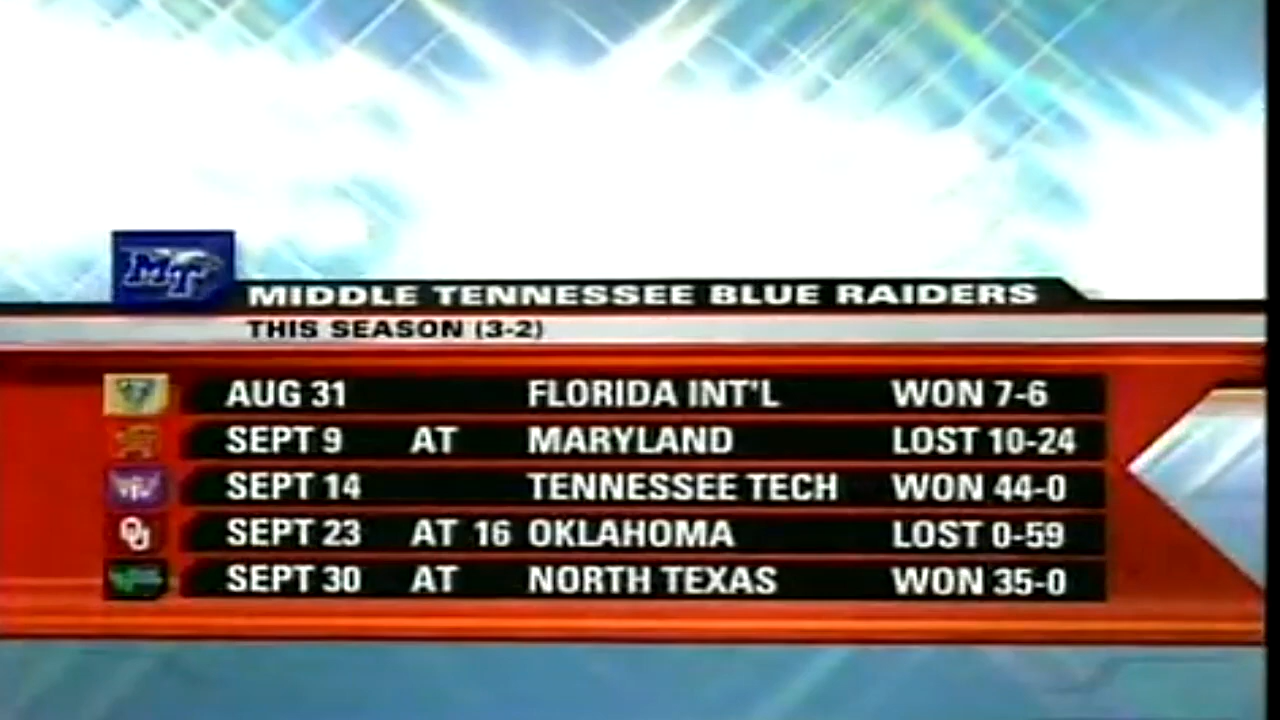 MT
MIDDLE TENNESSEE BLUE RAIDERS
THIS SEASON (3-2)
AUG 31 FLORIDA INT'L WON 7-6
SEPT 9 AT MARYLAND LOST 10-24
SEPT 14 TENNESSEE TECH WON 44-0
OU SEPT 23 AT 16 OKLAHOMA LOST 0-59
SEPT 30 AT NORTH TEXAS WON 35-0